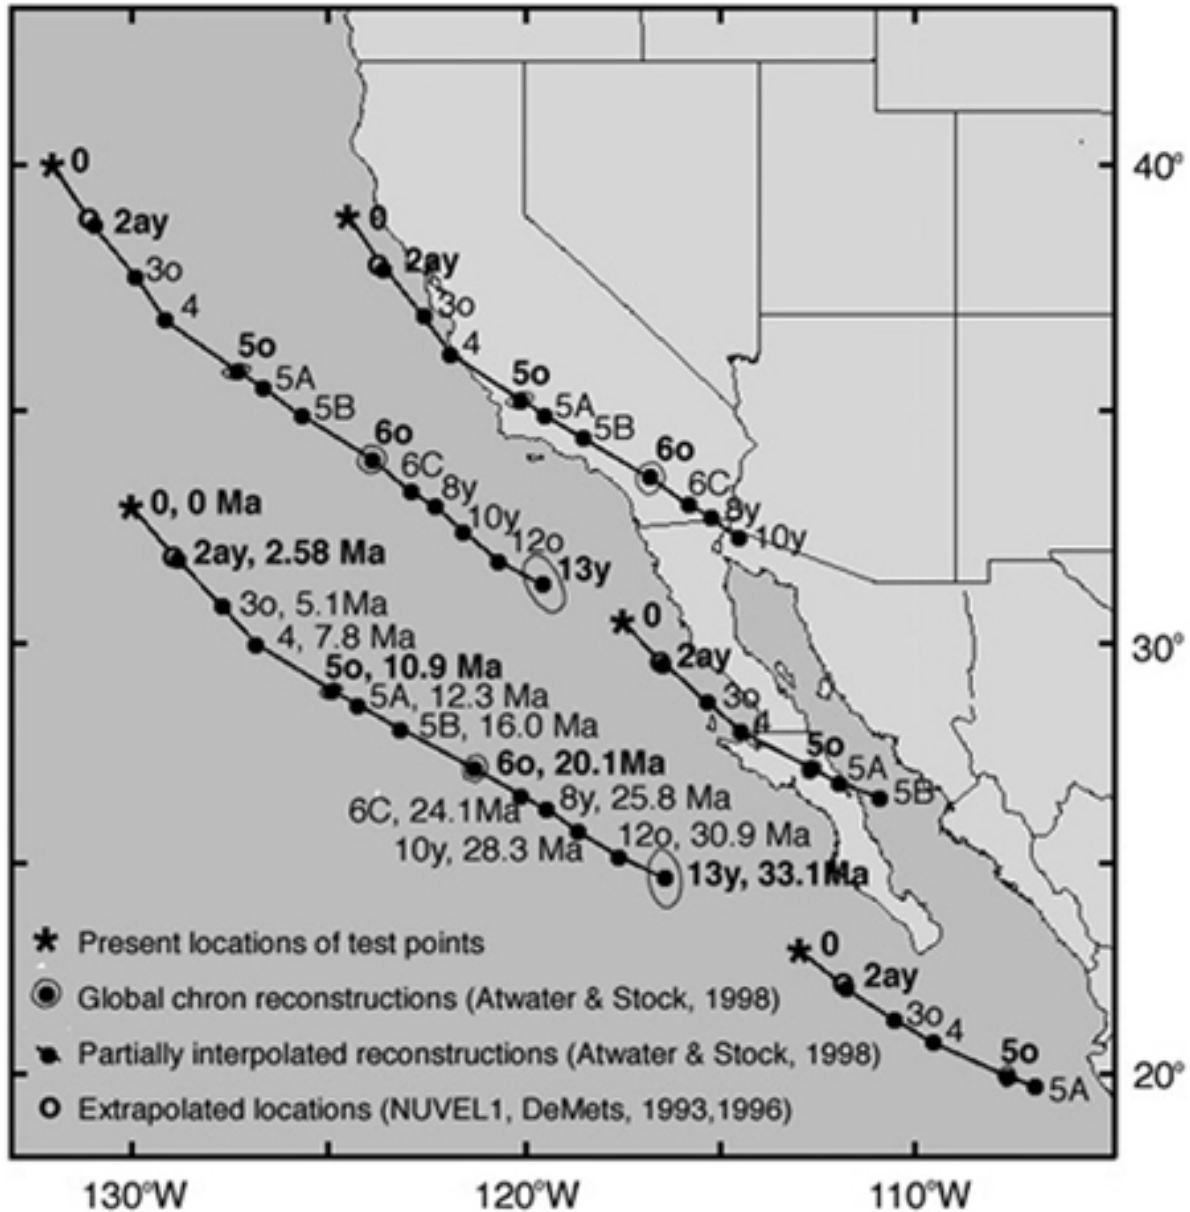 0
40°
2ay
0
3o
2ay
4
3o
4
5o
5A
5o
5B
5A
5B
6o
6o
6C
6C
8y
8y
10y
10y
12o
13y
0, 0 Ma
2ay, 2.58 Ma
3o, 5.1Ma
4, 7.8 Ma
5o, 10.9 Ma
5A, 12.3 Ma
5B, 16.0 Ma
6o, 20.1Ma
6C, 24.1Ma
8y, 25.8 Ma
10y, 28.3 Ma
12o, 30.9 Ma
13y, 33.1Ma
0
30°
2ay
3o
4
5o
5A
5B
0
2ay
3o
4
5o
20°
5A
Present locations of test points
Global chron reconstructions (Atwater & Stock, 1998)
Partially interpolated reconstructions (Atwater & Stock, 1998)
Extrapolated locations (NUVEL1, DeMets, 1993,1996)
130°W 120°W 110°W